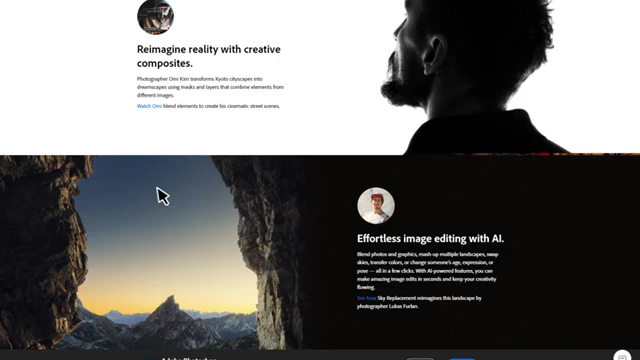 Reimagine reality with creative
composites.
Photographer Omi Kim transforms Kyoto cityscapes into
dreamscapes using masks and layers that combine elements from
different images.
Watch Omi blend elements to create his cinematic street scenes.
Effortless image editing with AI.
Blend photos and graphics, mash-up multiple landscapes, swap
skies, transfer colors, or change someone's age, expression, or
pose — all in a few clicks. With AI-powered features, you can
make amazing image edits in seconds and keep your creativity
flowing.
See how Sky Replacement reimagines this landscape by
photographer Lukas Furlan.
Adobe Photoshop